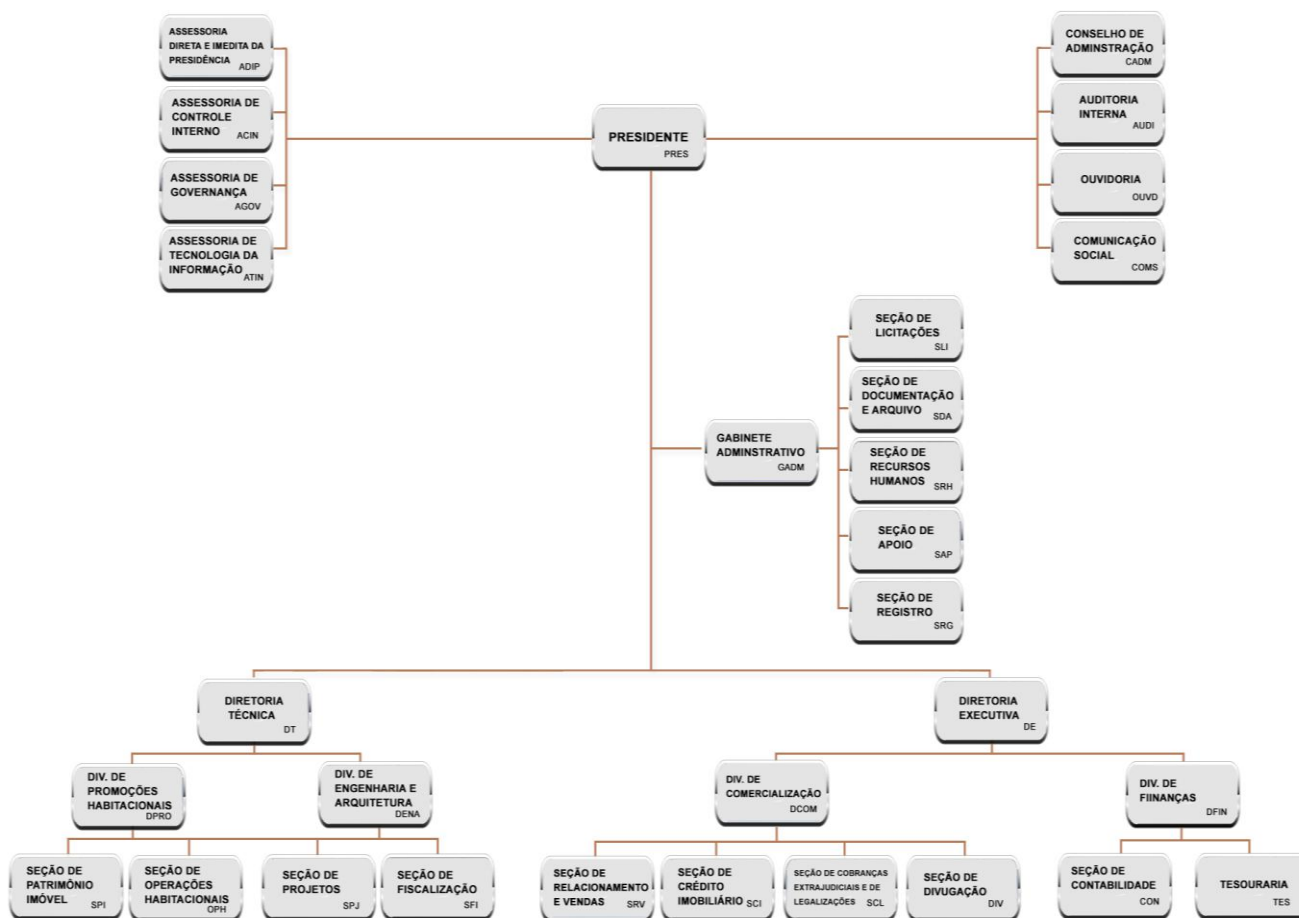 ASSESSORIA
DIRETA E IMEDITA DA
PRESIDÊNCIA
ADIP
ASSESSORIA DE
CONTROLE
INTERNO
ACIN
ASSESSORIA DE
GOVERNANÇA
AGOV
ASSESSORIA DE
TECNOLOGIA DA
INFORMAÇÃO
ATIN
PRESIDENTE
PRES
CONSELHO DE
ADMINSTRAÇÃO
CADM
AUDITORIA
INTERNA
AUDI
OUVIDORIA
OUVD
COMUNICAÇÃO
SOCIAL
COMS
GABINETE
ADMINSTRATIVO
GADM
SEÇÃO DE
LICITAÇÕES
SLI
SEÇÃO DE
DOCUMENTAÇÃO
E ARQUIVO
SDA
SEÇÃO DE
RECURSOS
HUMANOS
SRH
SEÇÃO DE
APOIO
SAP
SEÇÃO DE
REGISTRO
SRG
DIRETORIA
TÉCNICA
DT
DIRETORIA
EXECUTIVA
DE
DIV. DE
PROMOÇÕES
HABITACIONAIS
DPRO
DIV. DE
ENGENHARIA E
ARQUITETURA
DENA
DIV. DE
COMERCIALIZAÇÃO
DCOM
DIV. DE
FIINANÇAS
DFIN
SEÇÃO DE
PATRIMÔNIO
IMÓVEL
SPI
SEÇÃO DE
OPERAÇÕES
HABITACIONAIS
OPH
SEÇÃO DE
PROJETOS
SPJ
SEÇÃO DE
FISCALIZAÇÃO
SFI
SEÇÃO DE
RELACIONAMENTO
E VENDAS
SRV
SEÇÃO DE
CRÉDITO
IMOBILIÁRIO
SCI
SEÇÃO DE COBRANÇAS
EXTRAJUDICIAIS E DE
LEGALIZAÇÕES
SCL
SEÇÃO DE
DIVUGAÇÃO
DIV
SEÇÃO DE
CONTABILIDADE
CON
TESOURARIA
TES